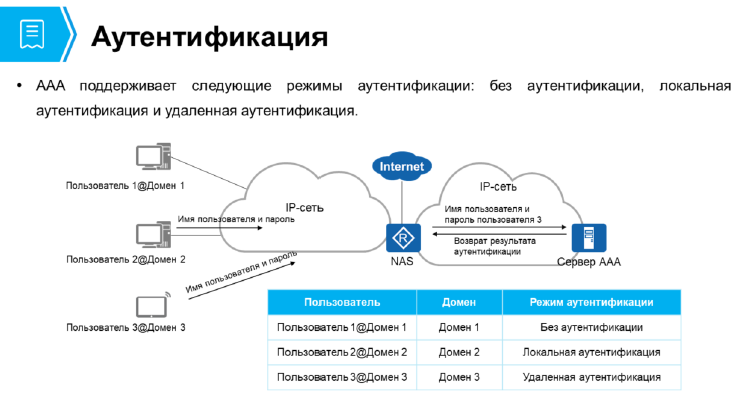 Аутентификация
• ААА поддерживает следующие режимы аутентификации: без аутентификации, локальная
аутентификация и удаленная аутентификация.
Пользователь 1@Домен 1
Internet
IP-сеть
IP-сеть
Имя пользователя и пароль
Имя пользователя и
пароль пользователя 3
Возврат результата
аутентификации
Пользователь 2@Домен 2
R
NAS
Сервер ААА
Имя пользователя и пароль
Пользователь 3@Домен 3
Пользователь Домен Режим аутентификации
Пользователь 1@Домен 1 Домен 1 Без аутентификации
Пользователь 2@Домен 2 Домен 2 Локальная аутентификация
Пользователь 3@Домен 3 Домен 3 Удаленная аутентификация